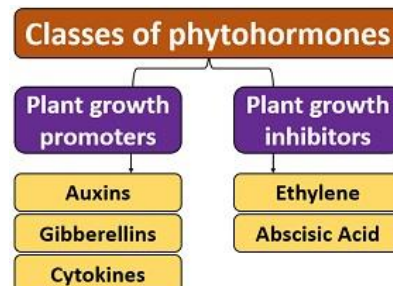 Classes of phytohormones
Plant growth
promoters
Auxins
Gibberellins
Cytokines
Plant growth
inhibitors
Ethylene
Abscisic Acid